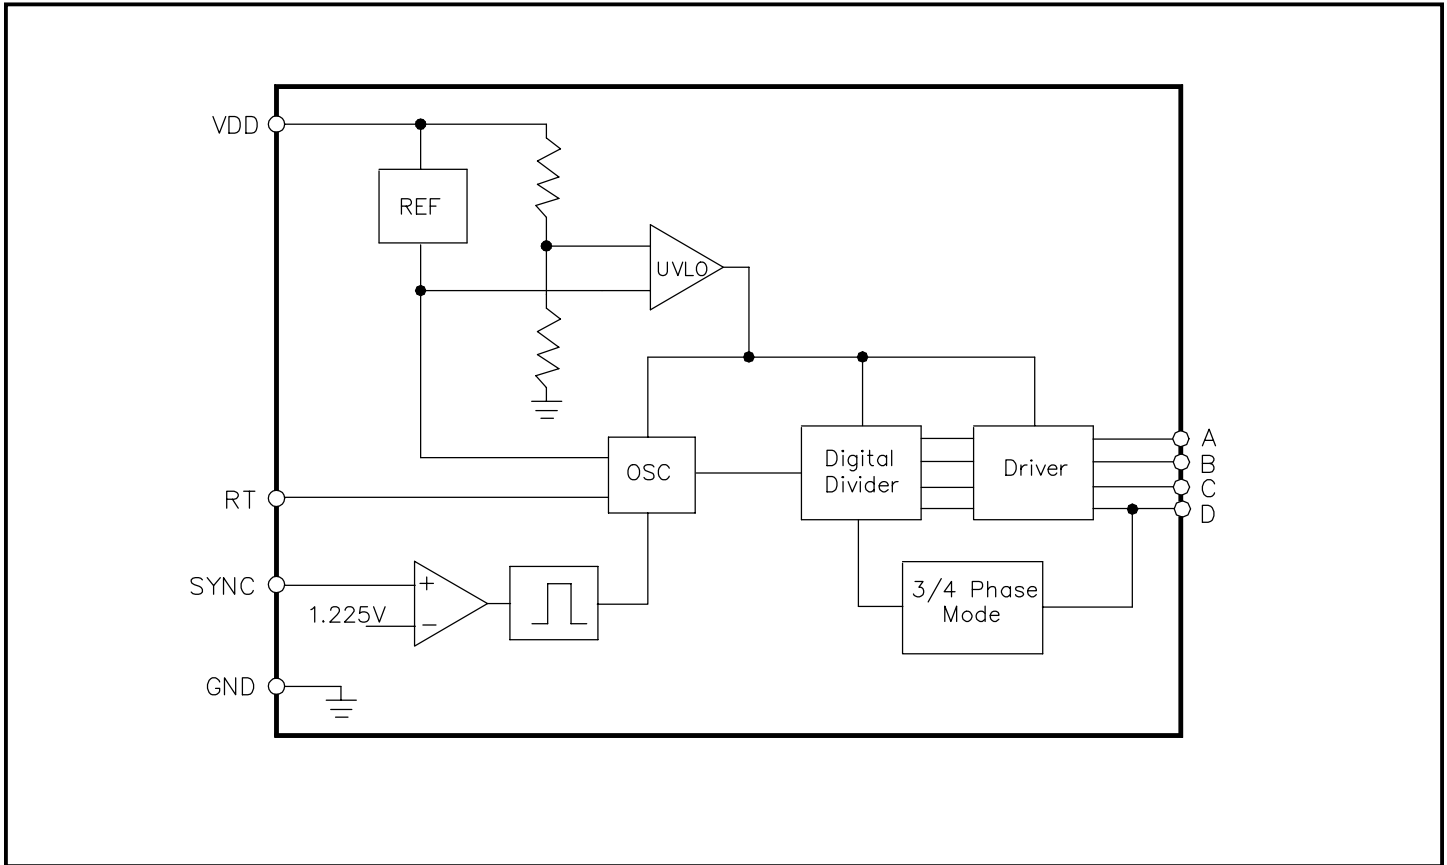 VDD
REF
UVLO
A
B
C
D
Digital
Divider
Driver
OSC
RT
SYNC
+
1.225V
−
3/4 Phase
Mode
GND